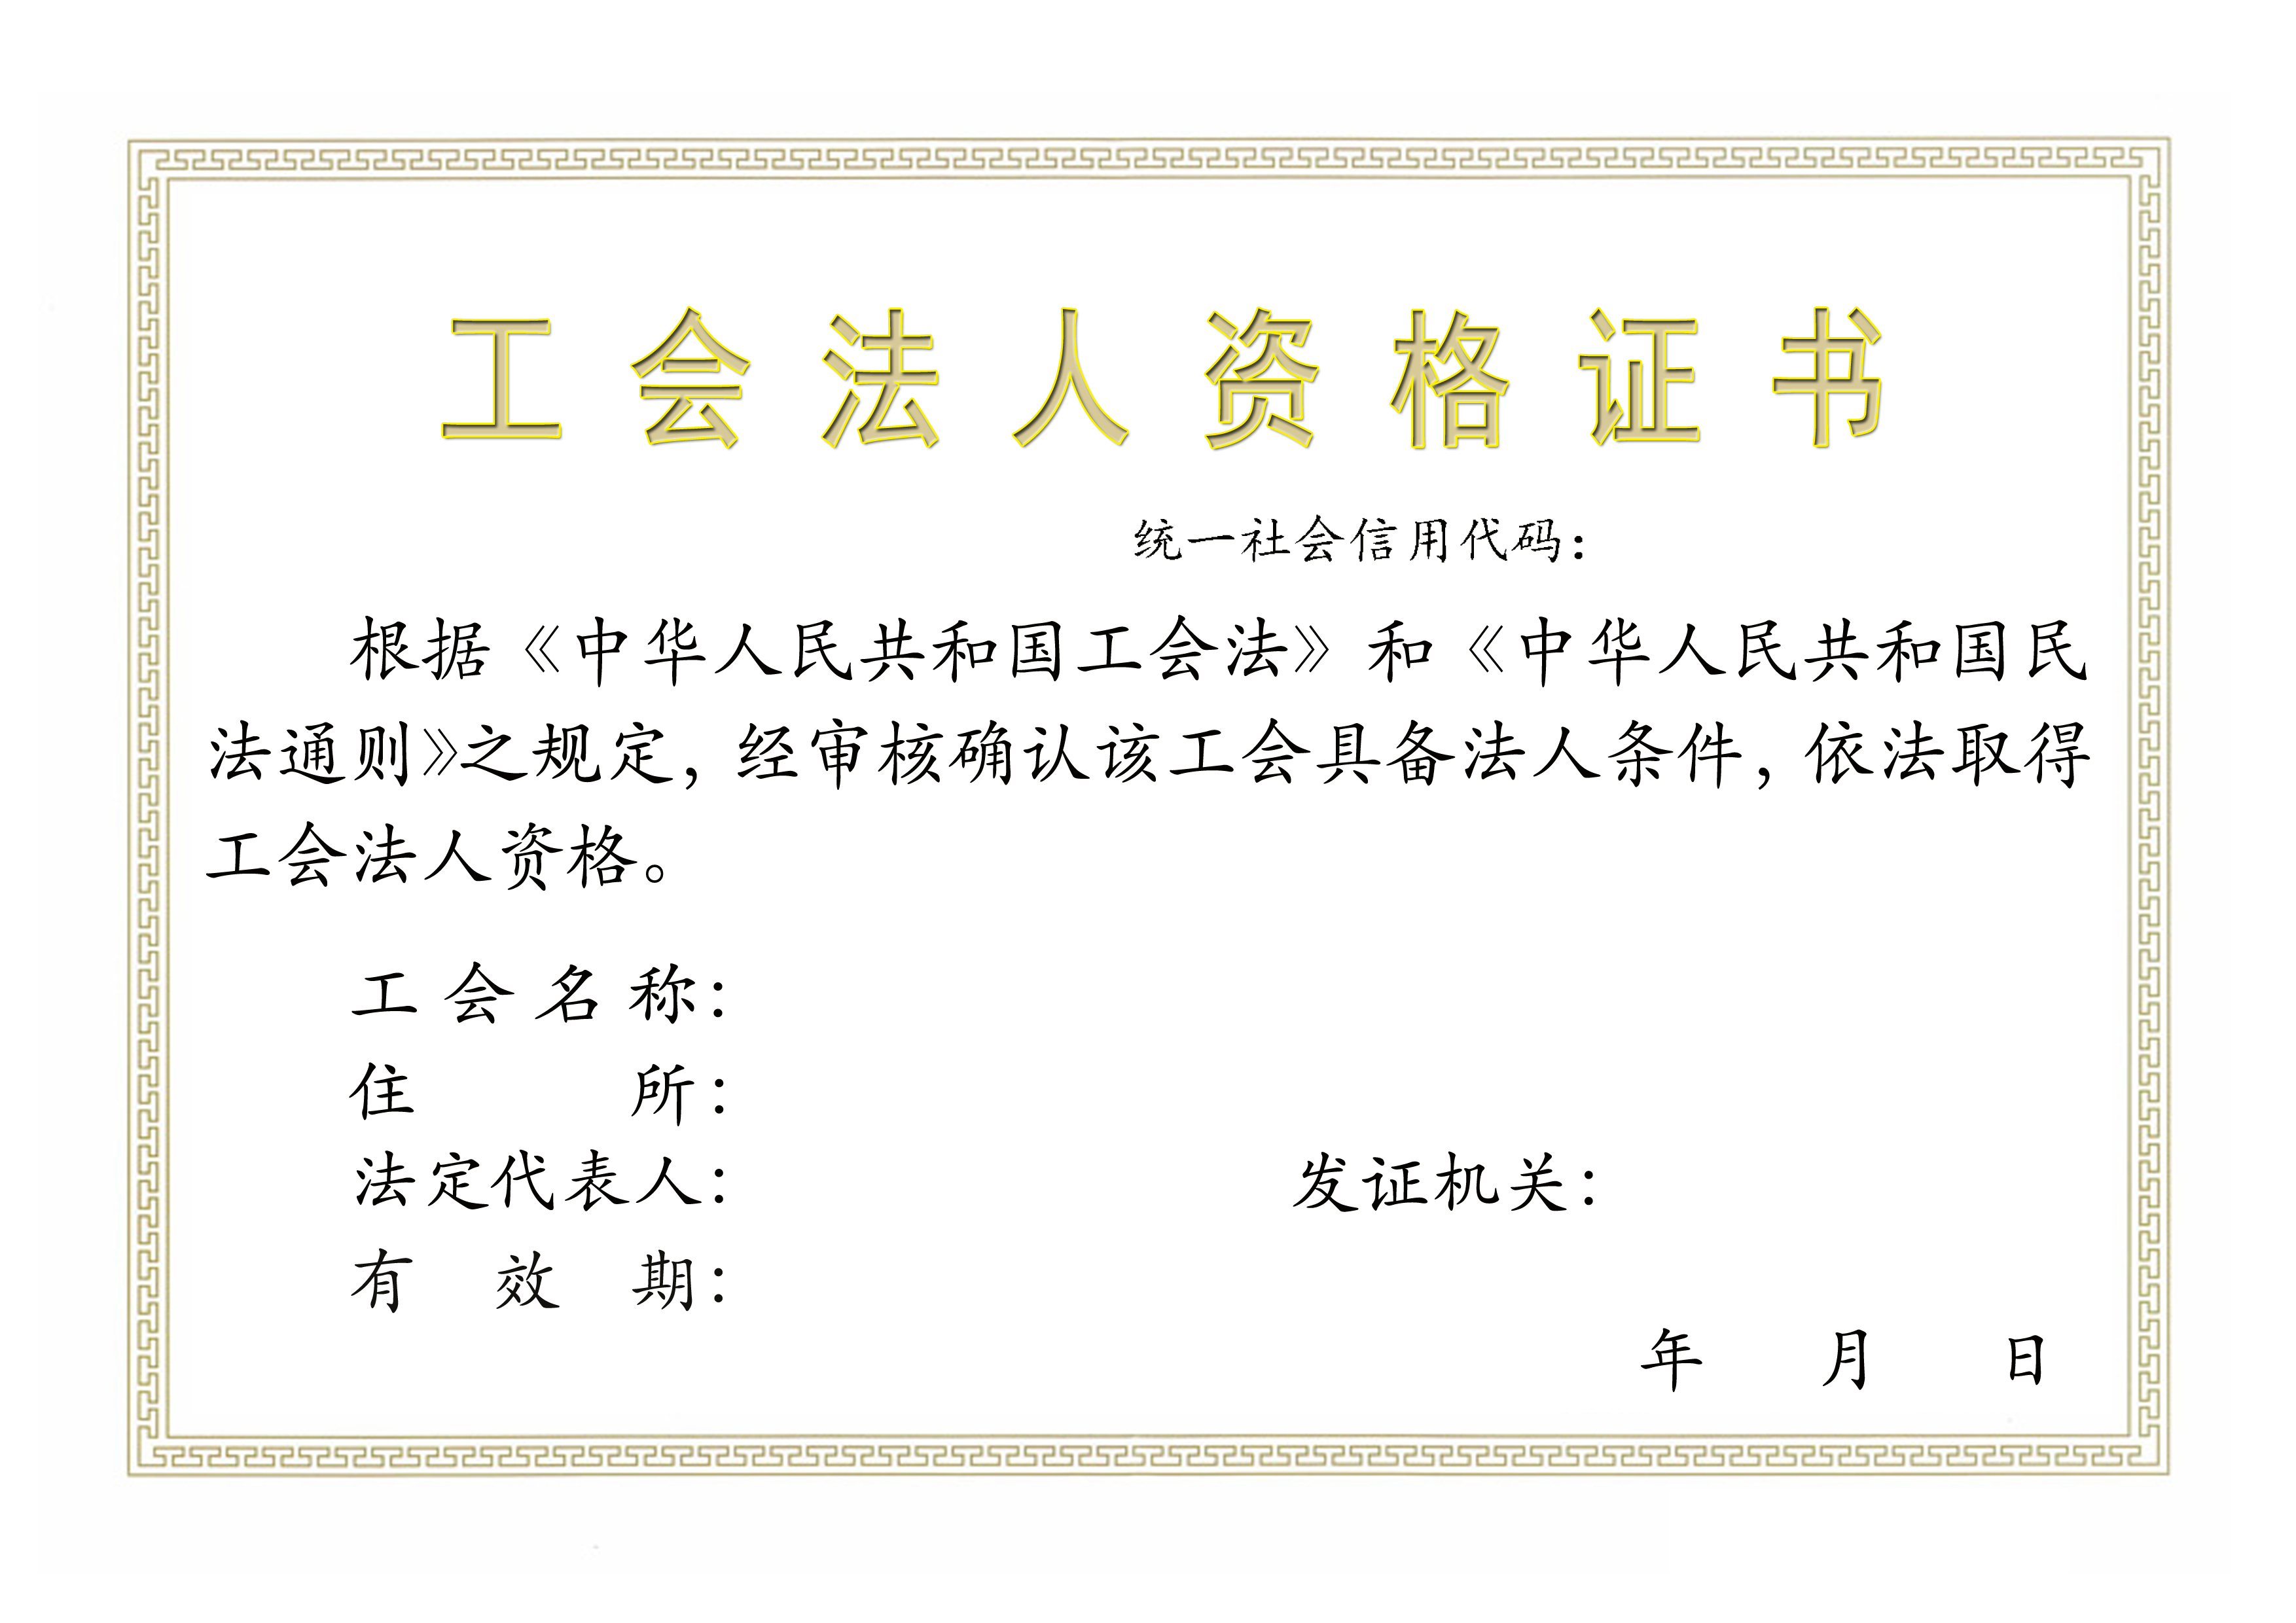 工会法人资格证书
统一社会信用代码：
根据《中华人民共和国工会法》和《中华人民共和国民
法通则》之规定，经审核确认该工会具备法人条件，依法取得
工会法人资格。
工会名称：
住所：
法定代表人：
发证机关：
有效期：
年 月 日